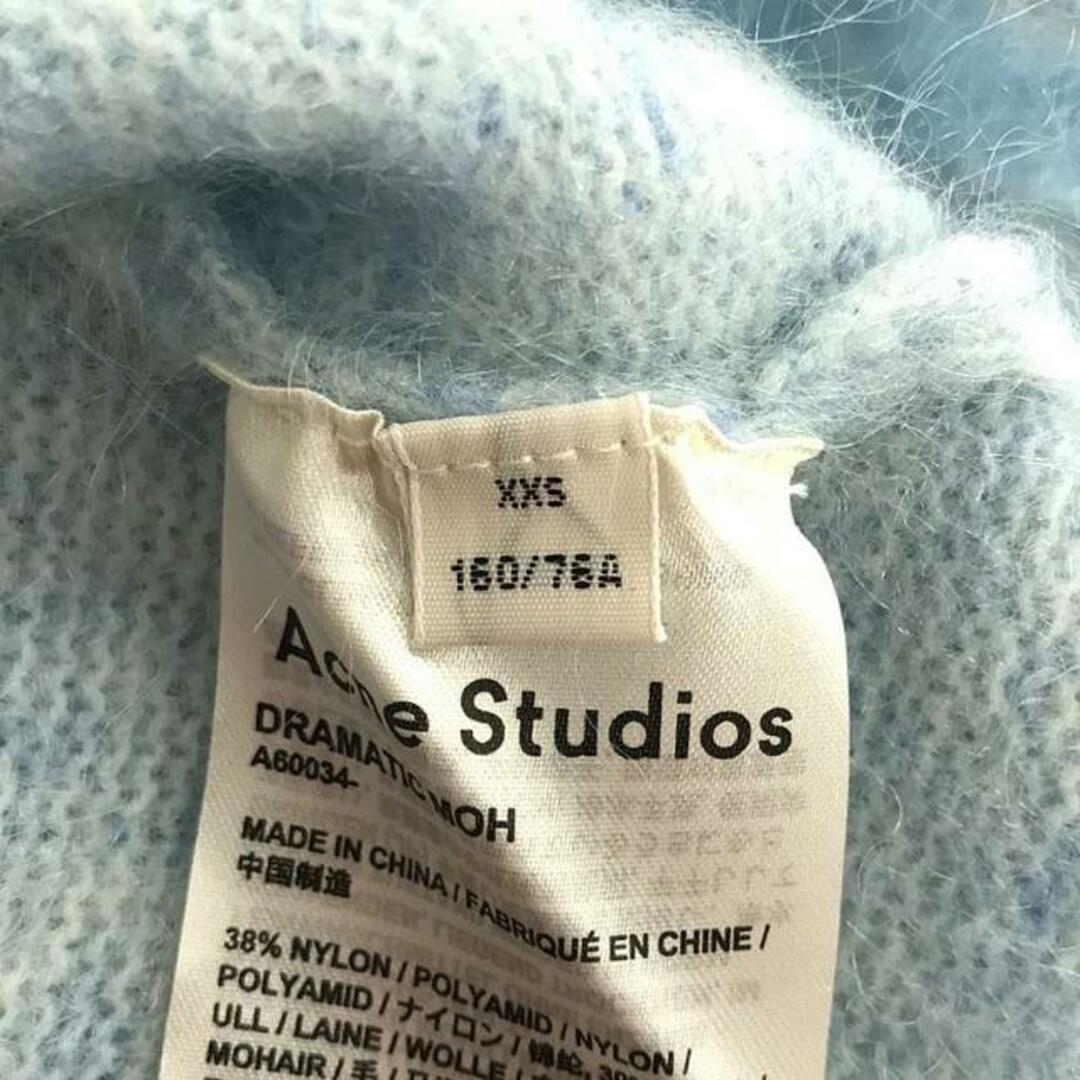 XXS
160/76A
Acne Studios
DRAMATIC MOH
A60034-
MADE IN CHINA / FABRIQUÉ EN CHINE /
中国制造
38% NYLON / POLYAMID / NYLON /
POLYAMID / ナイロン / 锦纶, 30%
ULL / LAINE / WOLLE /
MOHAIR / 毛 /